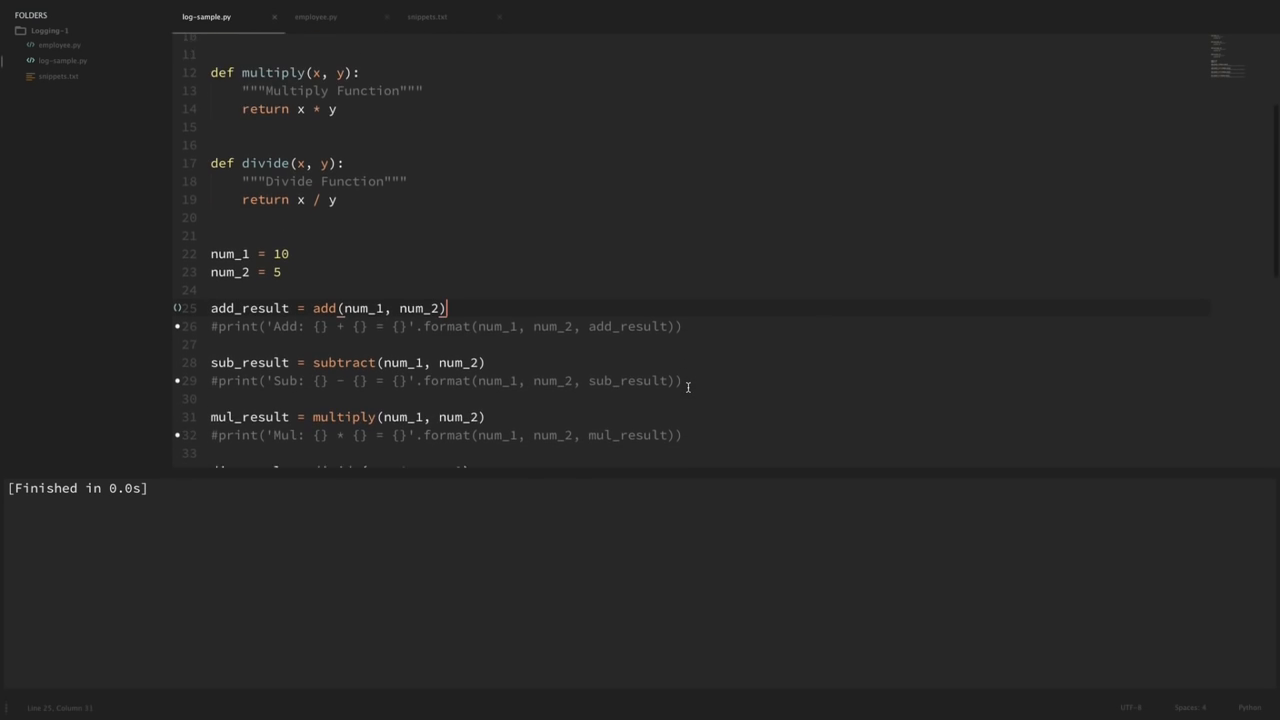 FOLDERS
Logging-1
employee.py
log-sample.py
snippets.txt
log-sample.py × employee.py × snippets.txt ×
10
11
12 def multiply(x, y):
13 """Multiply Function"""
14 return x * y
15
16
17 def divide(x, y):
18 """Divide Function"""
19 return x / y
20
21
22 num_1 = 10
23 num_2 = 5
24
25 add_result = add(num_1, num_2)
26 #print('Add: {} + {} = {}'.format(num_1, num_2, add_result))
27
28 sub_result = subtract(num_1, num_2)
29 #print('Sub: {} - {} = {}'.format(num_1, num_2, sub_result))
30
31 mul_result = multiply(num_1, num_2)
32 #print('Mul: {} * {} = {}'.format(num_1, num_2, mul_result))
33
[Finished in 0.0s]
Line 25, Column 31 UTF-8 Spaces: 4 Python